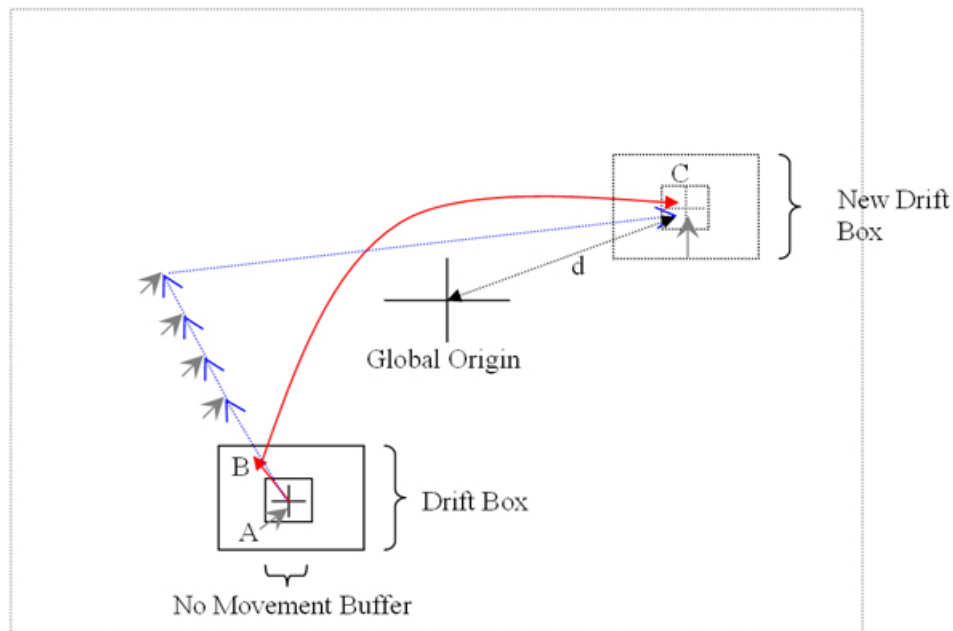 C
New Drift
Box
d
Global Origin
B
Drift Box
A
No Movement Buffer